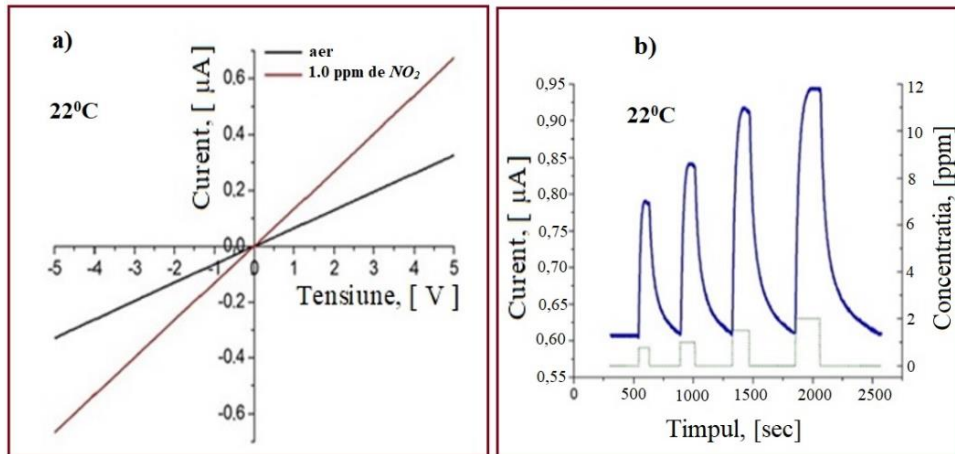 a)
aer
1.0 ppm de NO₂
22⁰C
Curent, [ µA]
0,6
0.4
0.2
0.0
-0.2
-0.4
-0.6
-5 -4 -3 -2 -1 0 1 2 3 4 5
Tensiune, [ V ]
b)
22⁰C
Curent, [ µA]
0,95
0,90
0,85
0,80
0,75
0,70
0,65
0,60
0,55
0 500 1000 1500 2000
Timpul, [sec]
12
10
8
6
4
2
0
Concentratia, [ppm]